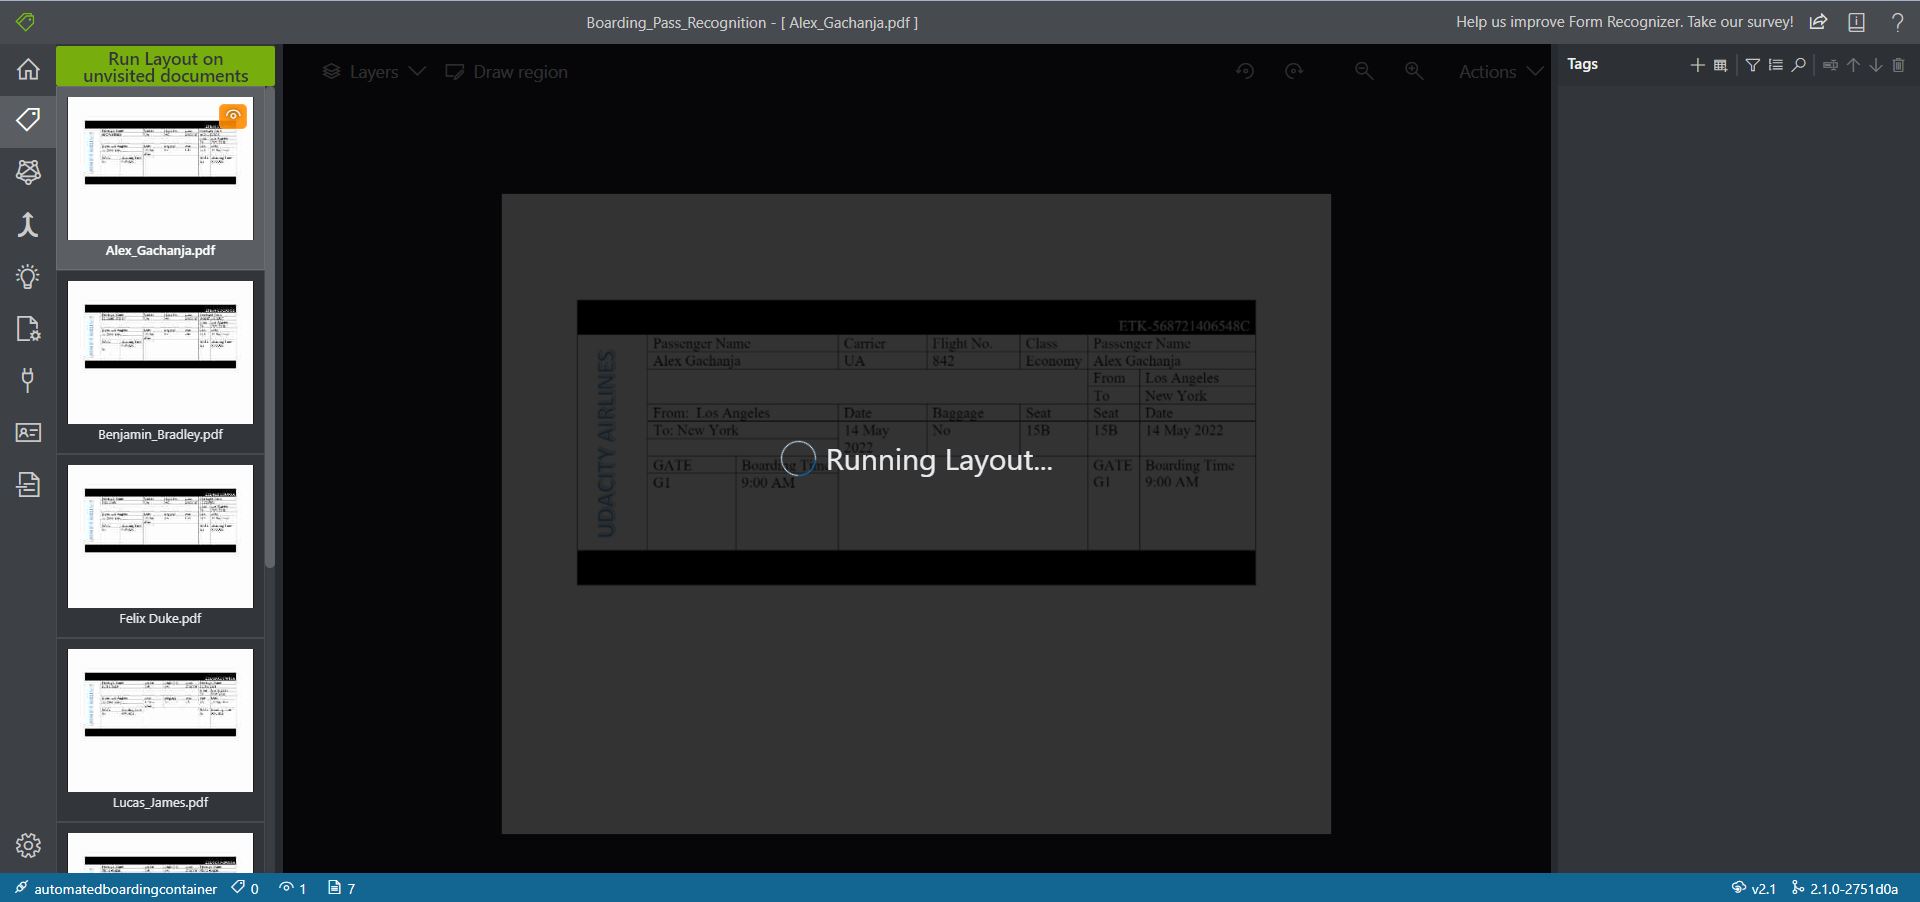 Boarding_Pass_Recognition - [ Alex_Gachanja.pdf ]
Help us improve Form Recognizer. Take our survey!
Run Layout on
unvisited documents
Alex_Gachanja.pdf
Benjamin_Bradley.pdf
Felix Duke.pdf
Lucas_James.pdf
Layers
Draw region
Actions
ETK-568721406548C
UDACITY AIRLINES
Passenger Name Carrier Flight No. Class Passenger Name
Alex Gachanja UA 842 Economy Alex Gachanja
From Los Angeles
To New York
From: Los Angeles Date Baggage Seat Seat Date
To: New York 14 May No 15B 15B 14 May 2022
2022
Running Layout...
GATE Boarding Time GATE Boarding Time
G1 9:00 AM G1 9:00 AM
Tags
automatedboardingcontainer 0 1 7
v2.1 2.1.0-2751d0a